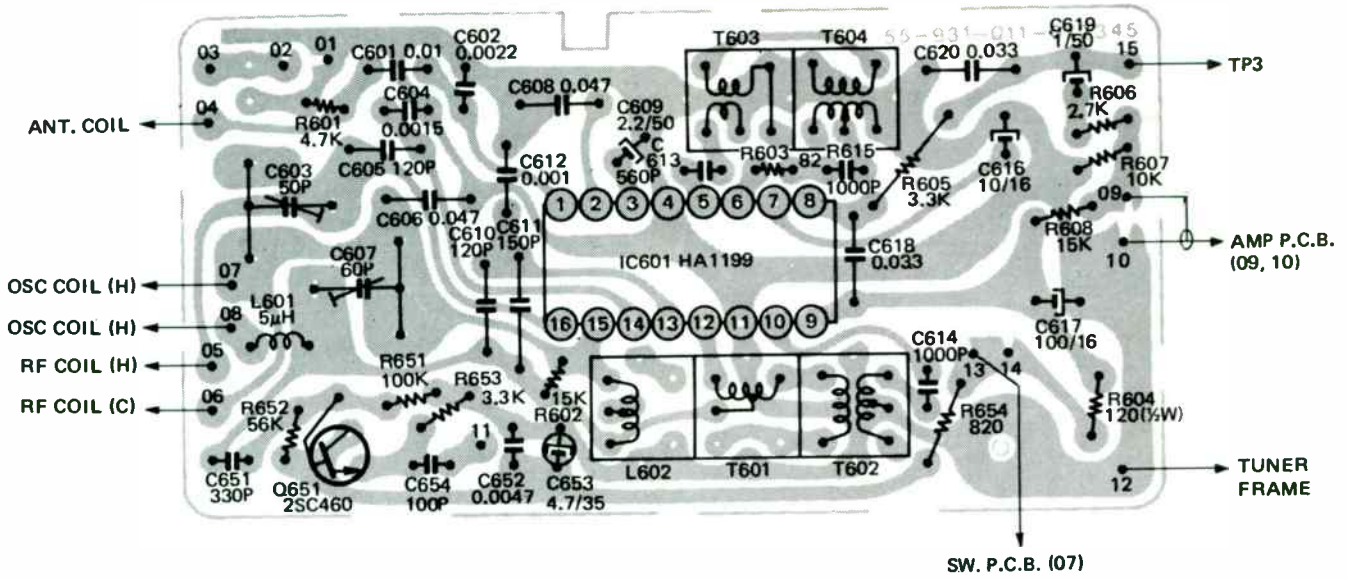 55-931-011- 345
T603
T604
C619
1/50
C602
0.0022
C620 0.033
15
TP3
03
02
01
C601 0.01
C604
0.0015
C608 0.047
C609
2.2/50
R606
2.7K
04
ANT. COIL
R601
4.7K
C605 120P
C
613
560P
R603
82
R615
1000P
C616
10/16
R607
10K
C612
0.001
R605
3.3K
C603
50P
09
C606 0.047
C610
120P
C611
150P
1 2 3 4 5 6 7 8
R608
15K
10
AMP P.C.B.
(09, 10)
C607
60P
IC601 HA1199
C618
0.033
07
OSC COIL (H)
L601
5μH
08
OSC COIL (H)
16 15 14 13 12 11 10 9
C617
100/16
05
RF COIL (H)
R651
100K
R653
3.3K
15K
R602
C614
1000P
13
14
06
RF COIL (C)
R652
56K
R654
820
R604
120(½W)
11
L602
T601
T602
C651
330P
Q651
2SC460
C654
100P
C652
0.0047
C653
4.7/35
12
TUNER
FRAME
SW. P.C.B. (07)